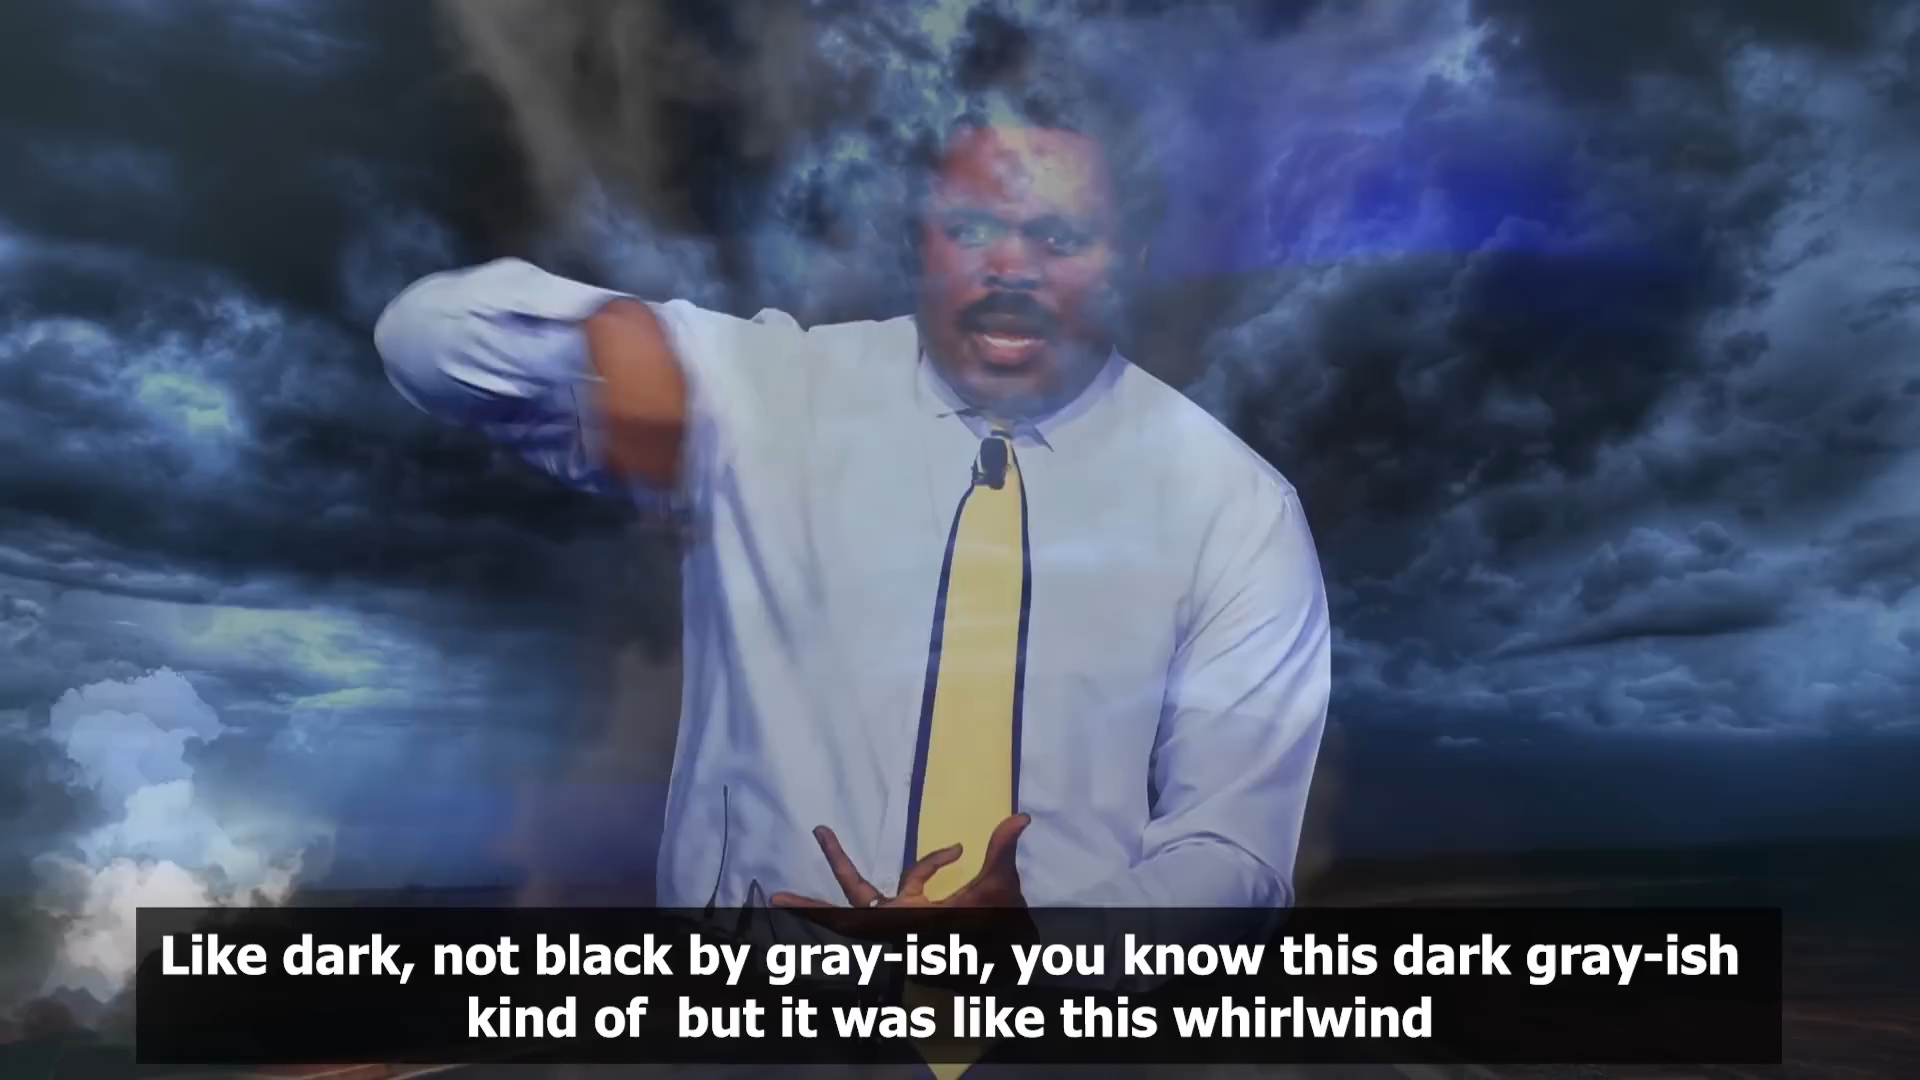 Like dark, not black by gray-ish, you know this dark gray-ish
kind of  but it was like this whirlwind